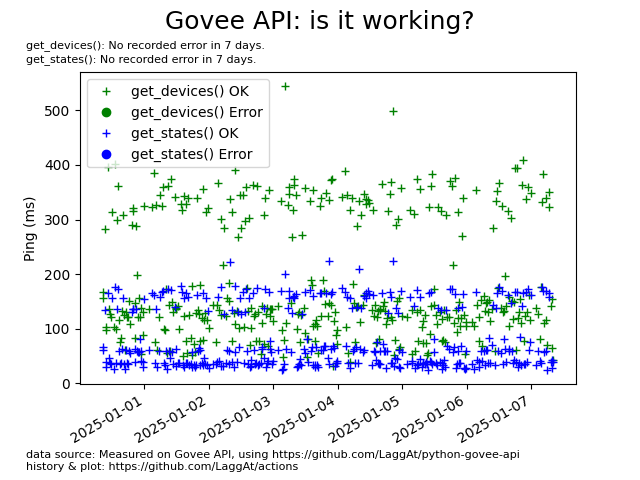 Govee API: is it working?
get_devices(): No recorded error in 7 days.
get_states(): No recorded error in 7 days.
get_devices() OK
get_devices() Error
get_states() OK
get_states() Error
Ping (ms)
500
400
300
200
100
0
2025-01-01
2025-01-02
2025-01-03
2025-01-04
2025-01-05
2025-01-06
2025-01-07
data source: Measured on Govee API, using https://github.com/LaggAt/python-govee-api
history & plot: https://github.com/LaggAt/actions